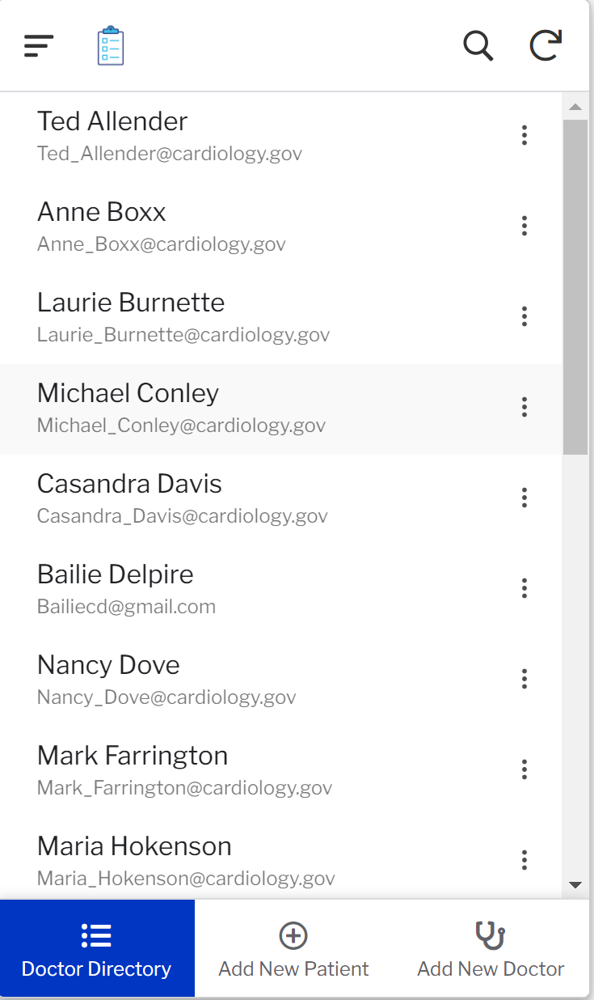 Ted Allender
Ted_Allender@cardiology.gov
Anne Boxx
Anne_Boxx@cardiology.gov
Laurie Burnette
Laurie_Burnette@cardiology.gov
Michael Conley
Michael_Conley@cardiology.gov
Casandra Davis
Casandra_Davis@cardiology.gov
Bailie Delpire
Bailiecd@gmail.com
Nancy Dove
Nancy_Dove@cardiology.gov
Mark Farrington
Mark_Farrington@cardiology.gov
Maria Hokenson
Maria_Hokenson@cardiology.gov
Doctor Directory
Add New Patient
Add New Doctor